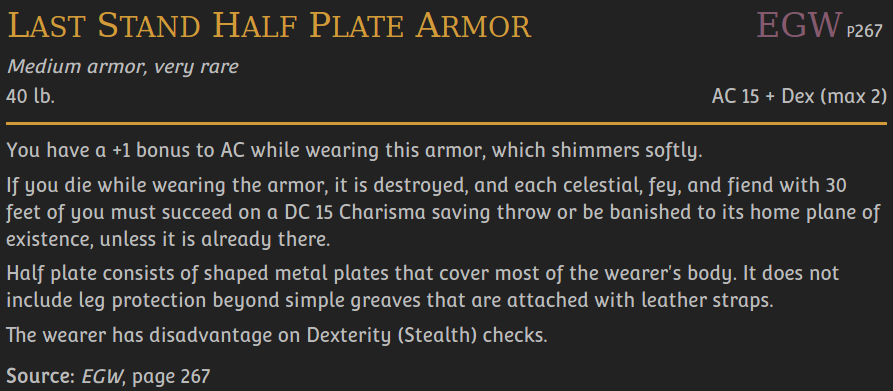 Last Stand Half Plate Armor EGW P267
Medium armor, very rare
40 lb. AC 15 + Dex (max 2)
You have a +1 bonus to AC while wearing this armor, which shimmers softly.
If you die while wearing the armor, it is destroyed, and each celestial, fey, and fiend with 30
feet of you must succeed on a DC 15 Charisma saving throw or be banished to its home plane of
existence, unless it is already there.
Half plate consists of shaped metal plates that cover most of the wearer's body. It does not
include leg protection beyond simple greaves that are attached with leather straps.
The wearer has disadvantage on Dexterity (Stealth) checks.
Source: EGW, page 267